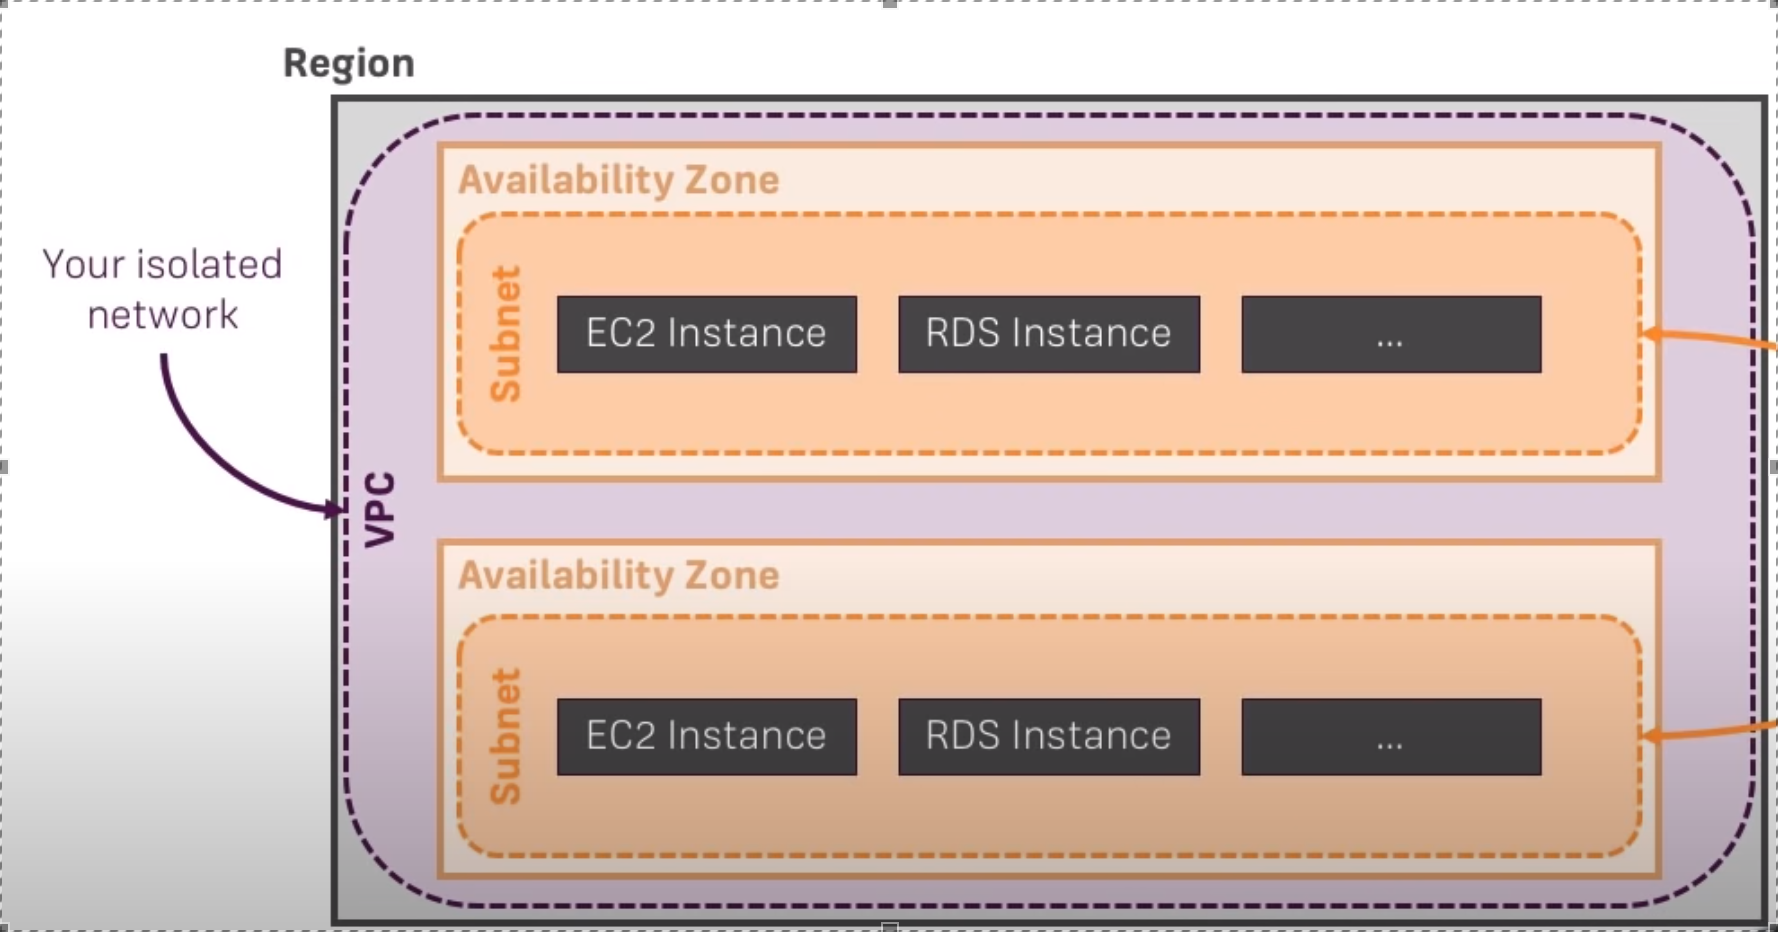 Region
Availability Zone
Your isolated
network
Subnet
EC2 Instance
RDS Instance
...
VPC
Availability Zone
Subnet
EC2 Instance
RDS Instance
...